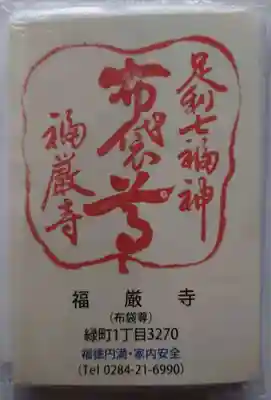 足利七福神
布袋尊
福厳寺
福厳寺
(布袋尊)
緑町1丁目3270
福徳円満・家内安全
(Tel 0284-21-6990)